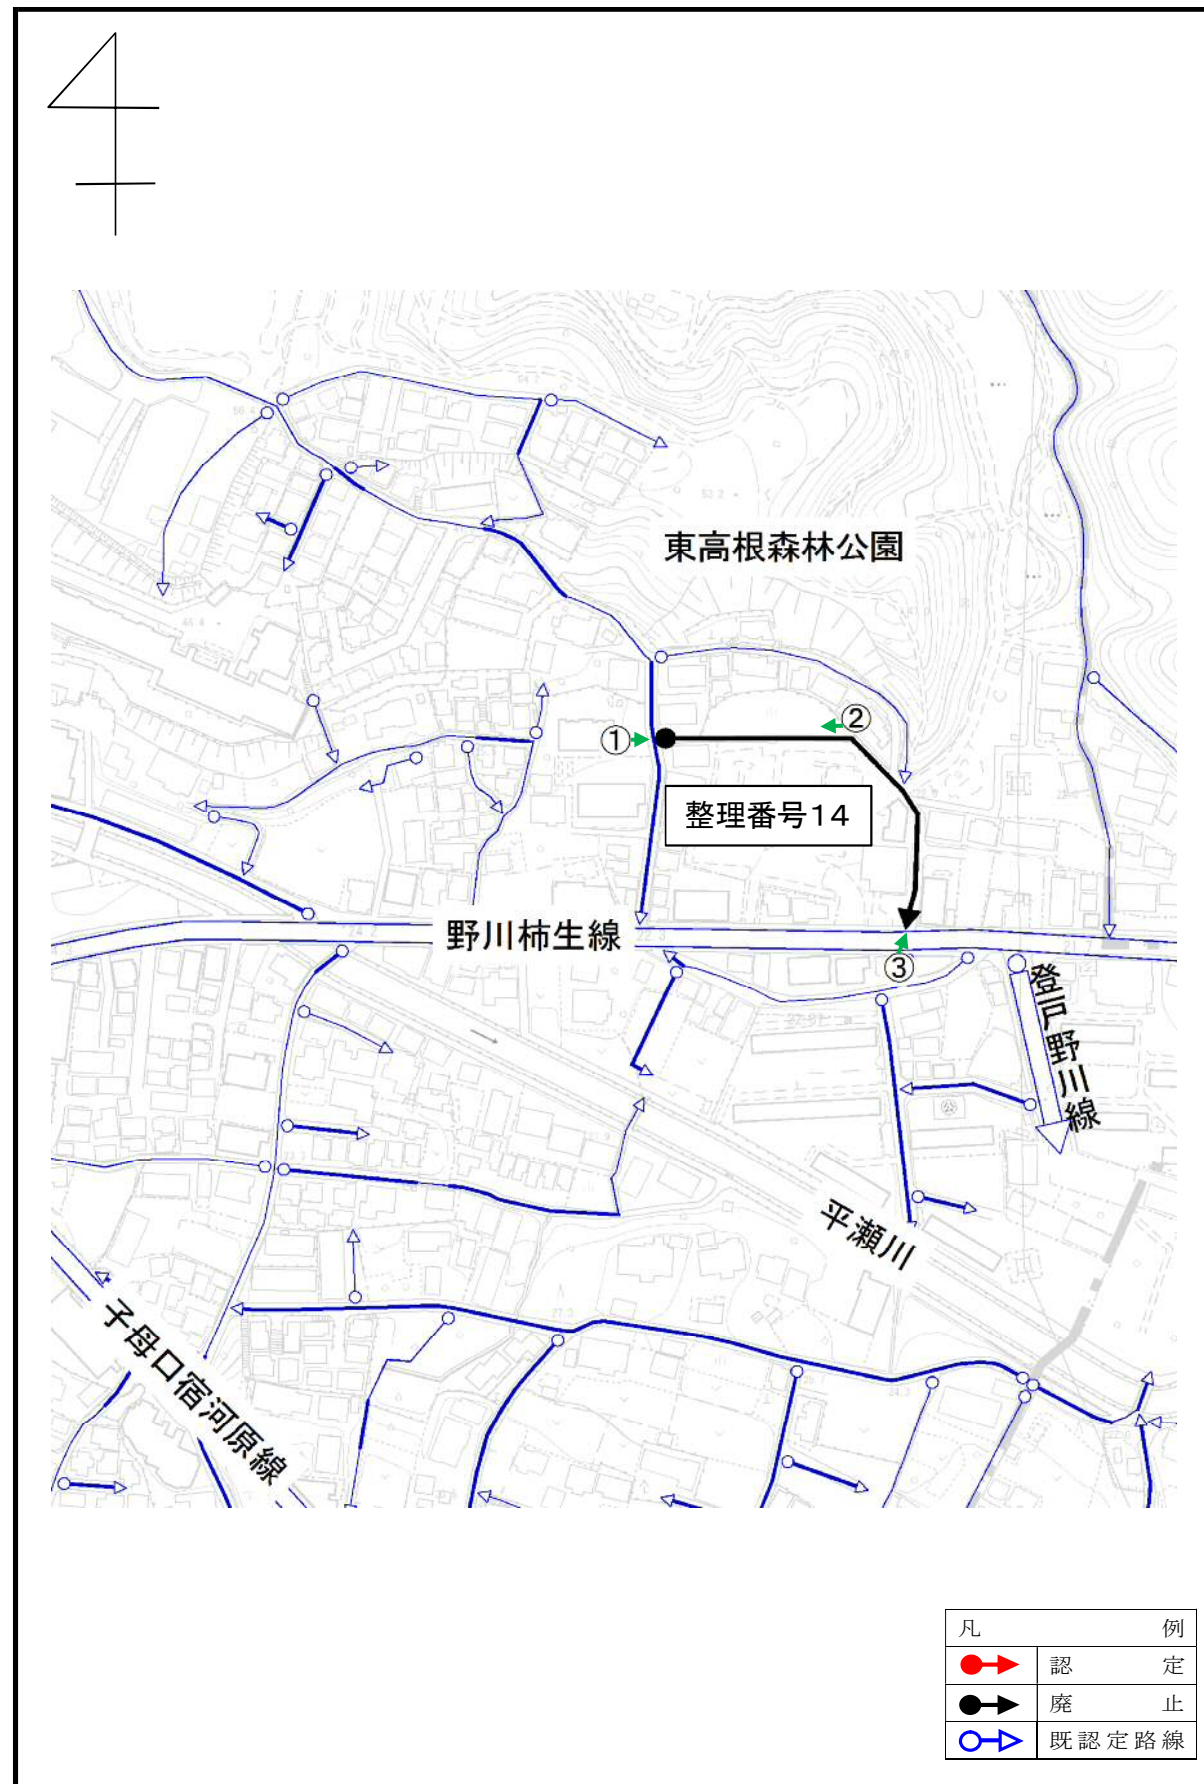 東高根森林公園
①
②
整理番号14
野川柿生線
③
登戸野川線
平瀬川
子母口宿河原線
凡　例
認　定
廃　止
既認定路線